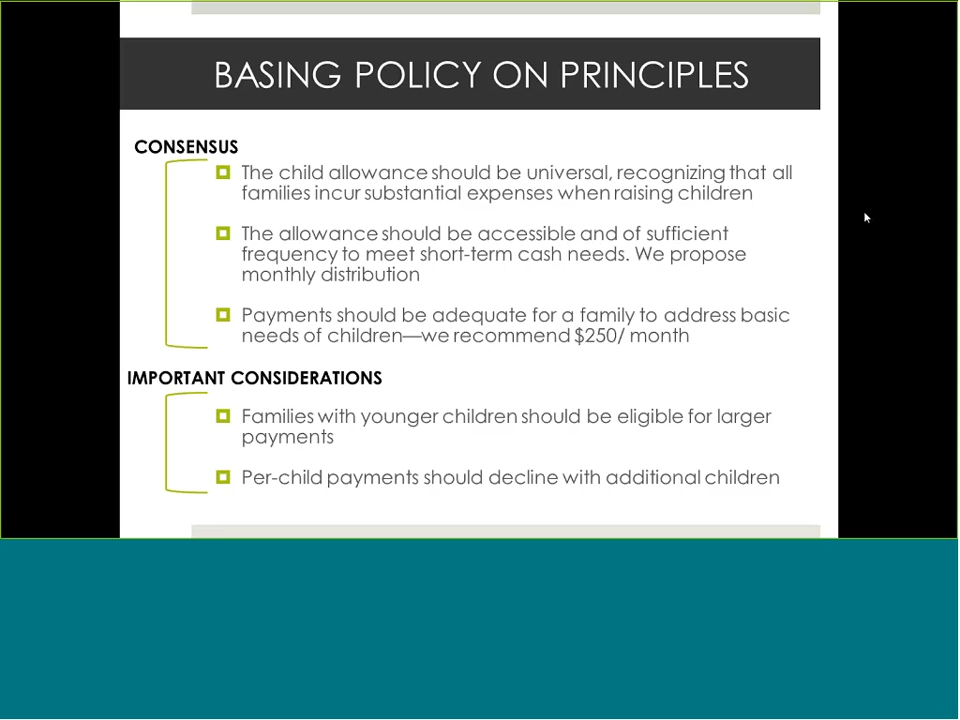 BASING POLICY ON PRINCIPLES
CONSENSUS
The child allowance should be universal, recognizing that all
families incur substantial expenses when raising children
The allowance should be accessible and of sufficient
frequency to meet short-term cash needs. We propose
monthly distribution
Payments should be adequate for a family to address basic
needs of children—we recommend $250/ month
IMPORTANT CONSIDERATIONS
Families with younger children should be eligible for larger
payments
Per-child payments should decline with additional children